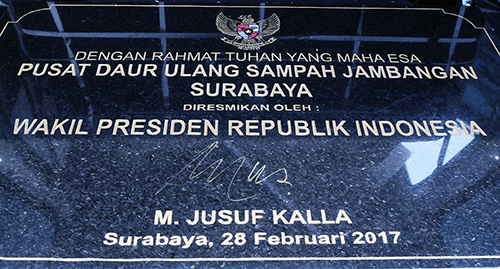 DENGAN RAHMAT TUHAN YANG MAHA ESA
PUSAT DAUR ULANG SAMPAH JAMBANGAN
SURABAYA
DIRESMIKAN OLEH :
WAKIL PRESIDEN REPUBLIK INDONESIA
M. JUSUF KALLA
Surabaya, 28 Februari 2017